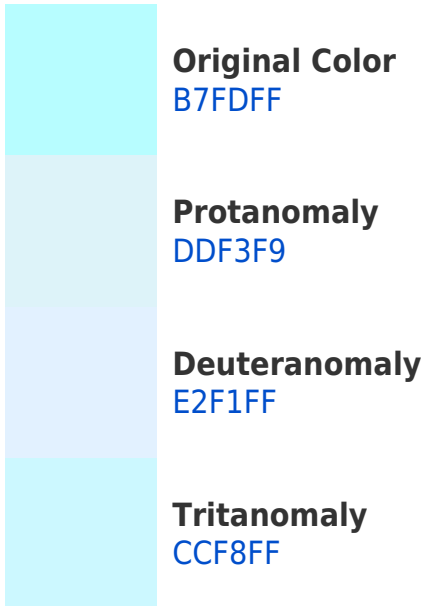 Original Color
B7FDFF
Protanomaly
DDF3F9
Deuteranomaly
E2F1FF
Tritanomaly
CCF8FF